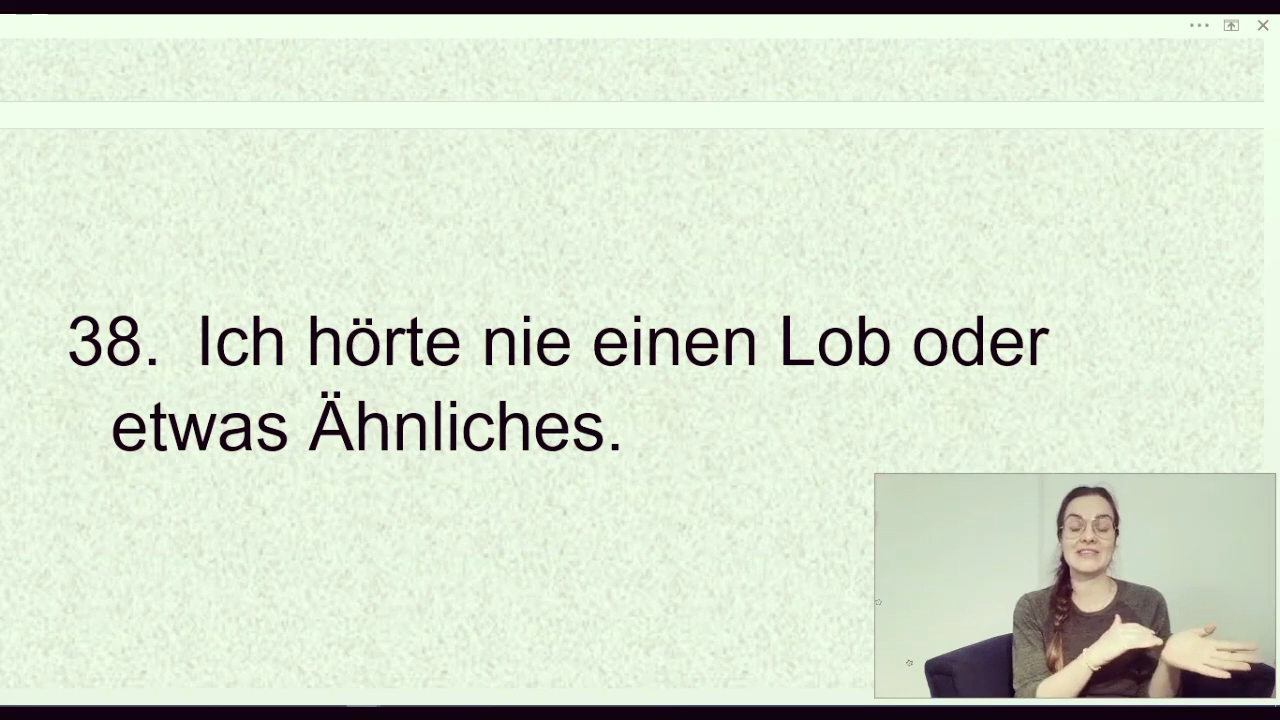 38. Ich hörte nie einen Lob oder
etwas Ähnliches.